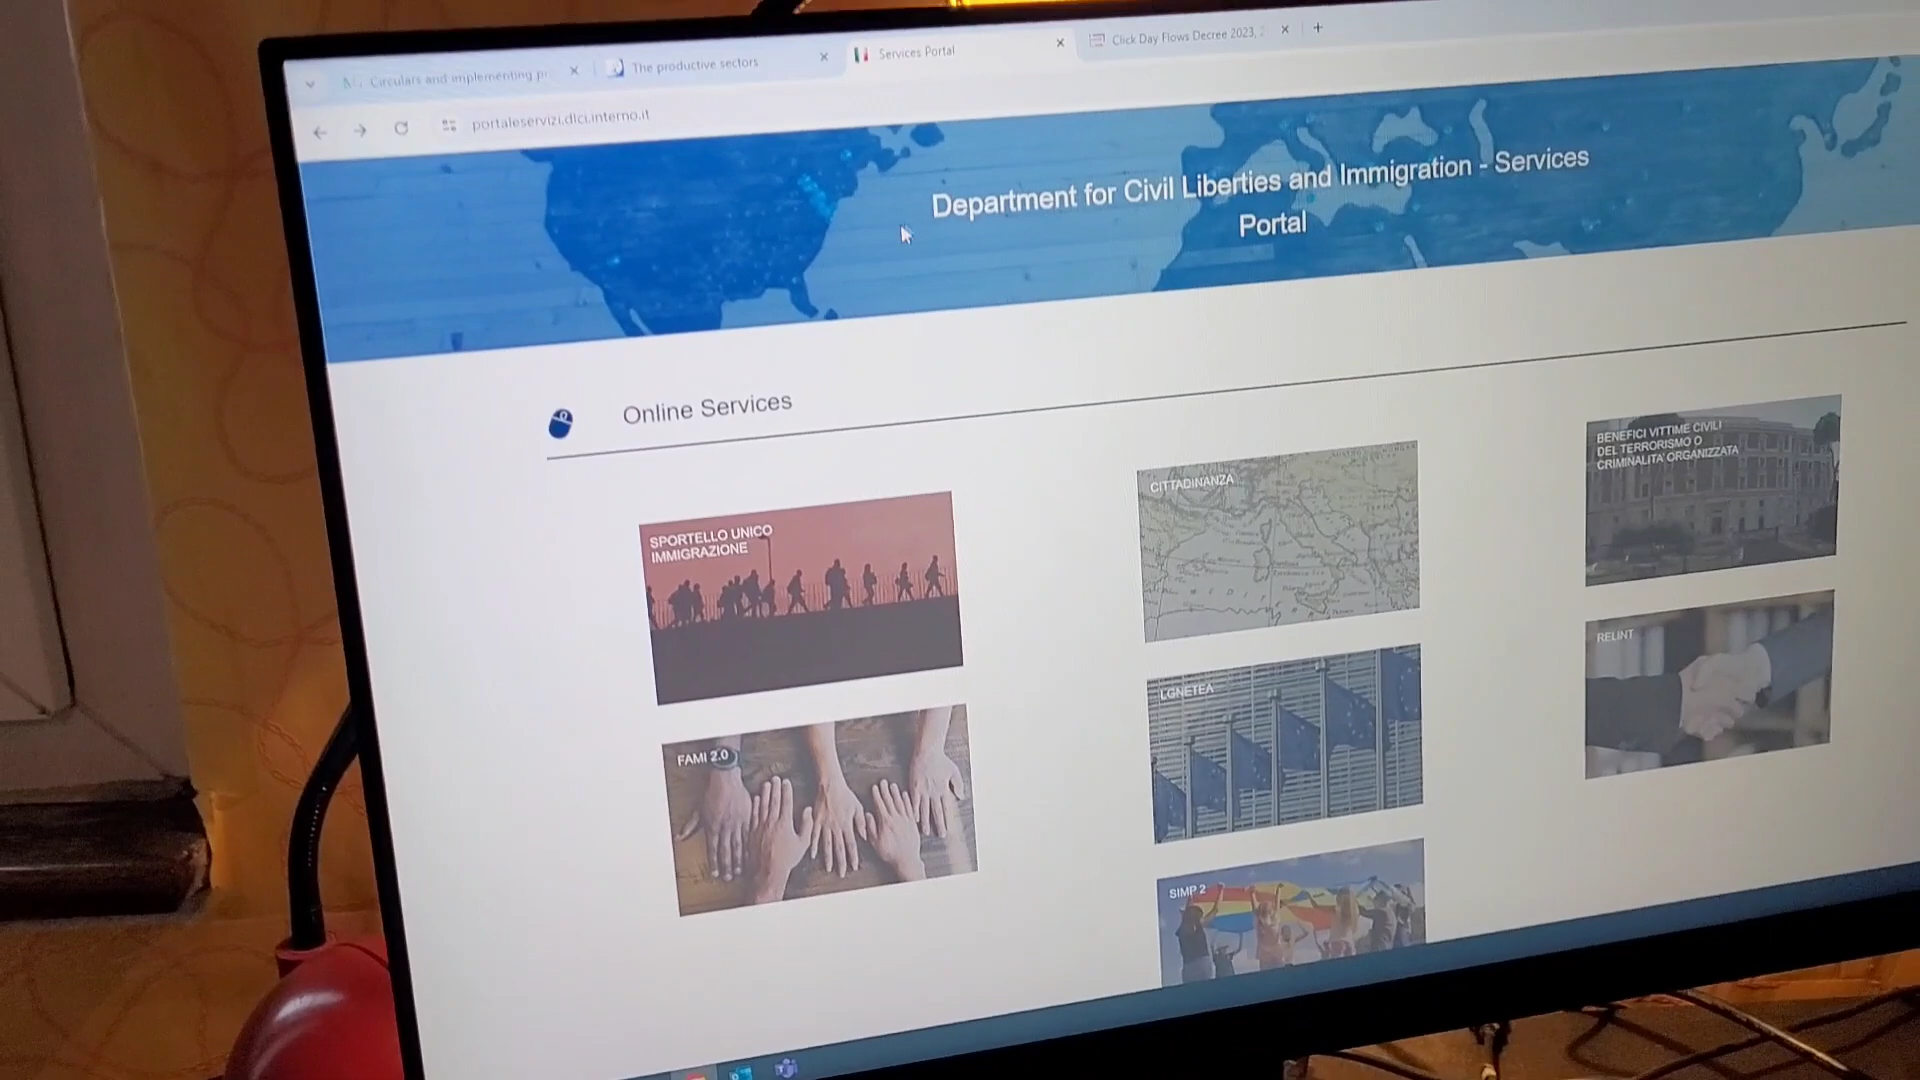 Circulars and implementing pr
The productive sectors
Services Portal
Click Day Flows Decree 2023,
portaleservizi.dlci.interno.it
Department for Civil Liberties and Immigration - Services
Portal
Online Services
SPORTELLO UNICO
IMMIGRAZIONE
CITTADINANZA
BENEFICI VITTIME CIVILI
DEL TERRORISMO O
CRIMINALITA' ORGANIZZATA
FAMI 2.0
LGNETEA
RELINT
SIMP 2